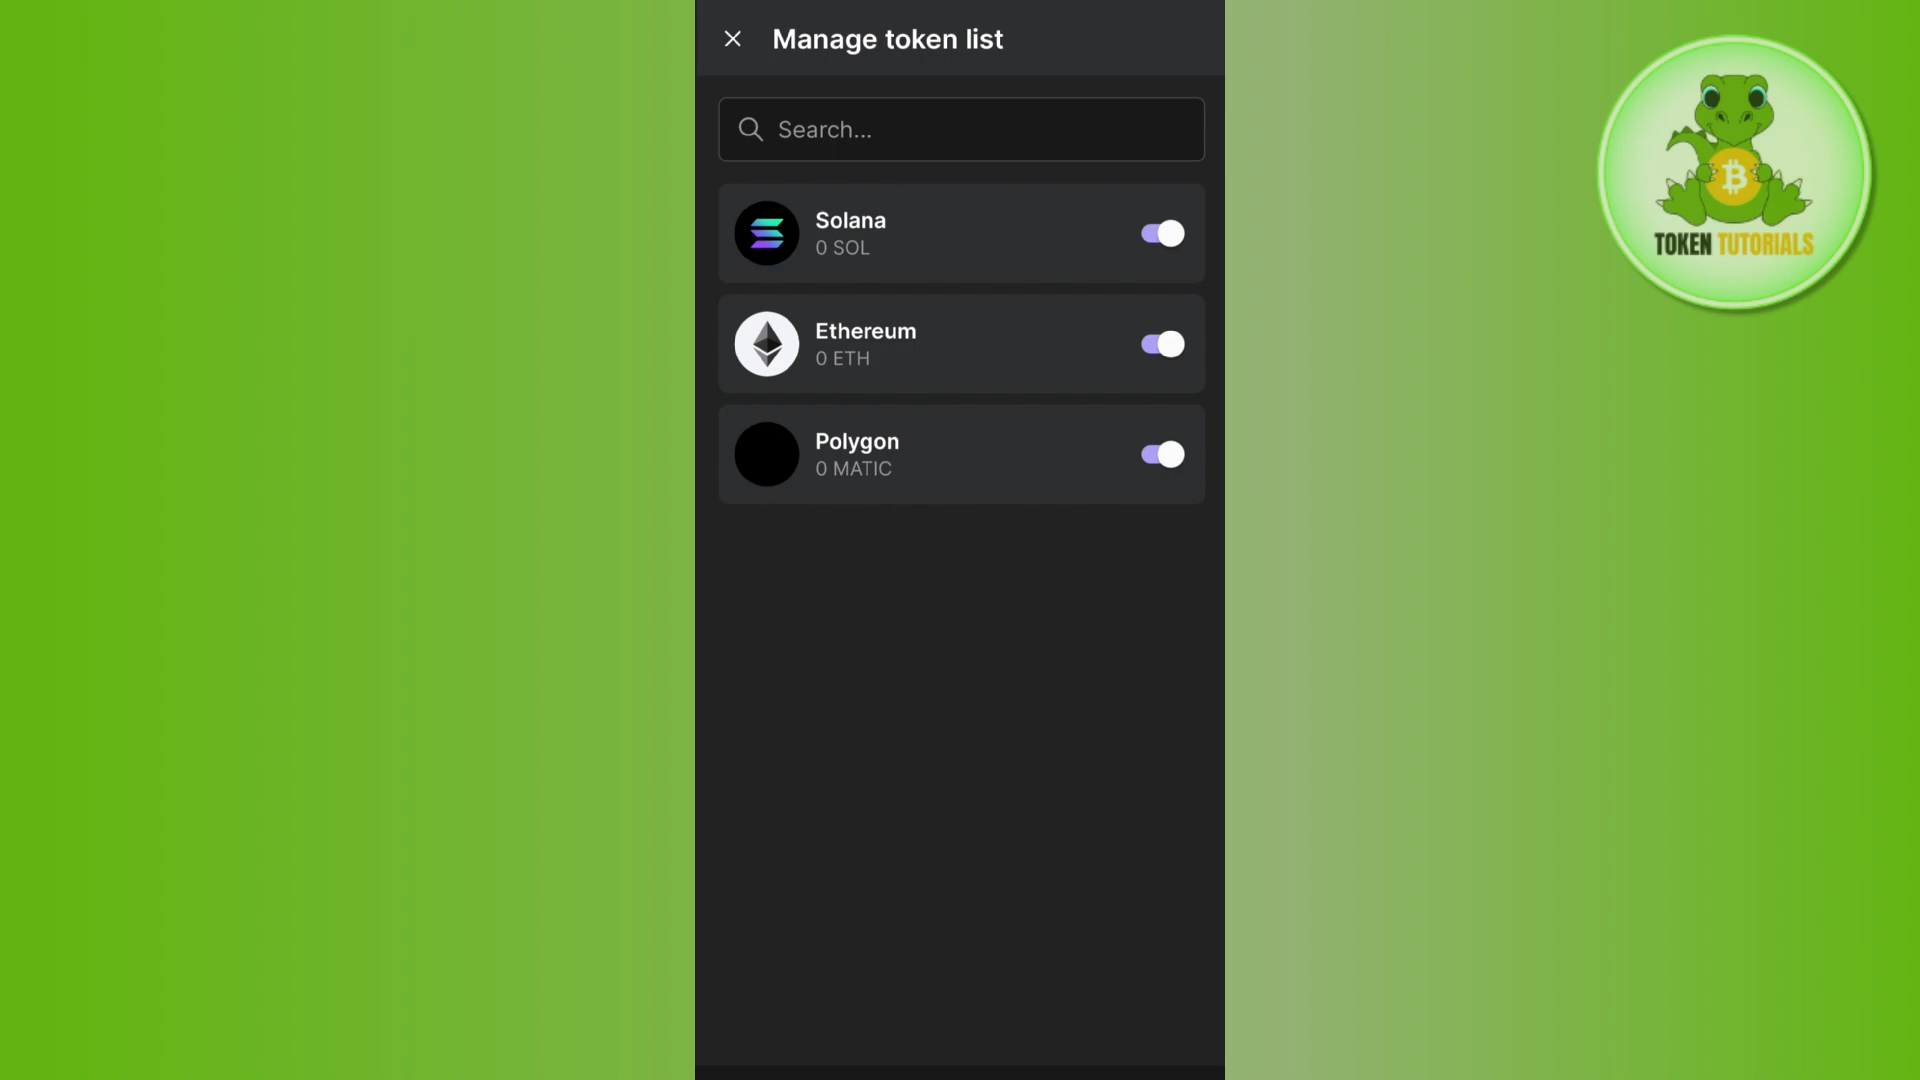 Manage token list
Search...
Solana
0 SOL
Ethereum
0 ETH
Polygon
0 MATIC
TOKEN TUTORIALS